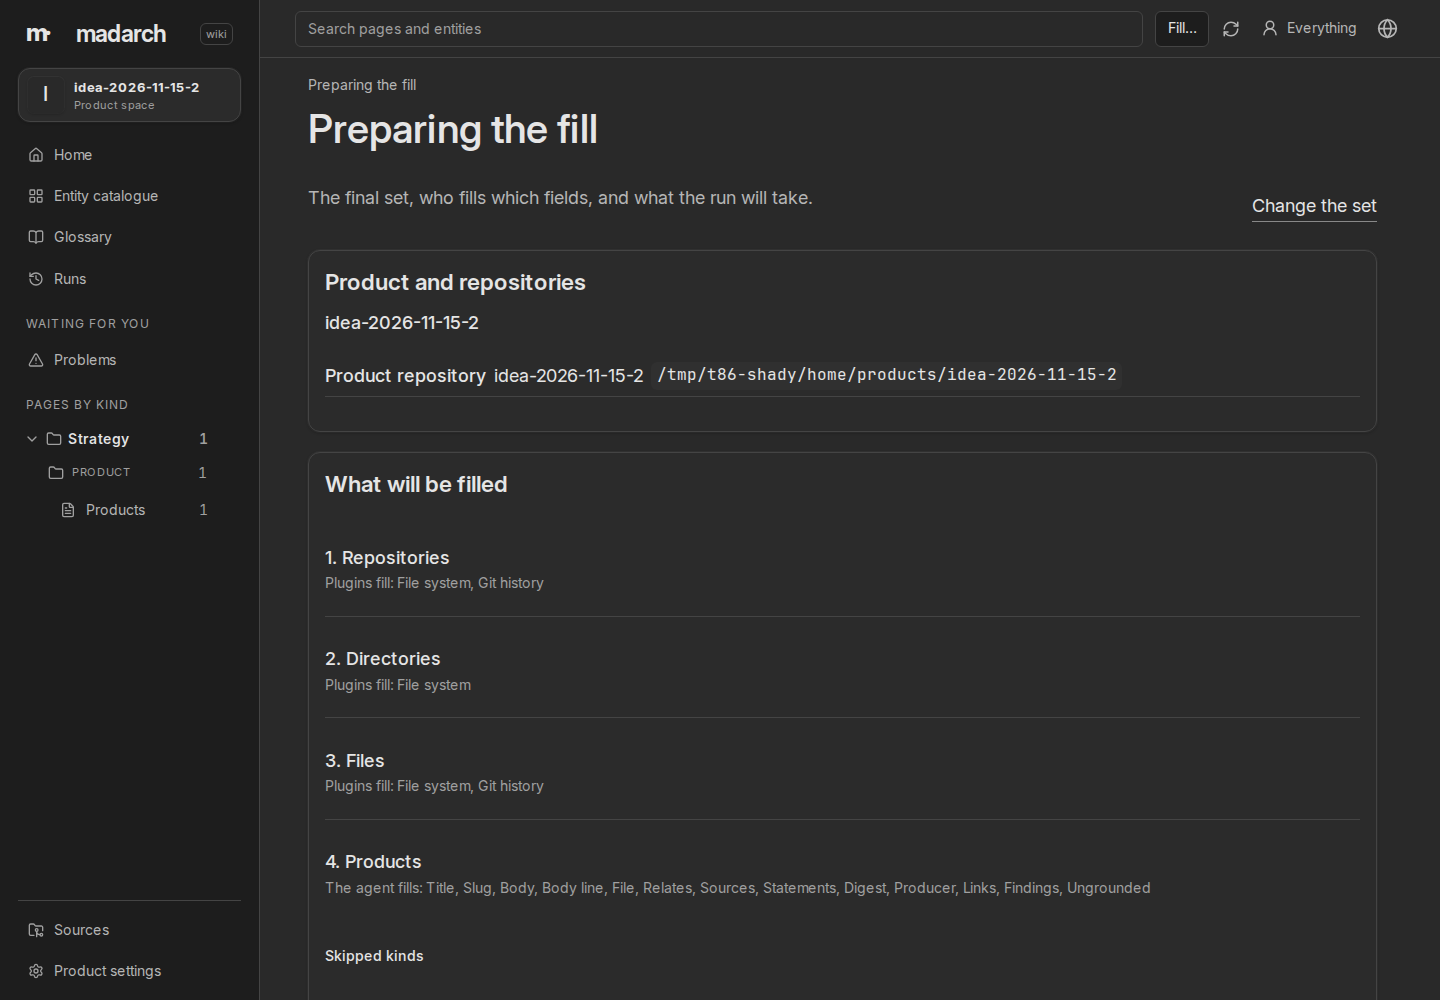 m madarch wiki
I
idea-2026-11-15-2
Product space
Home
Entity catalogue
Glossary
Runs
WAITING FOR YOU
Problems
PAGES BY KIND
Strategy 1
PRODUCT 1
Products 1
Sources
Product settings
Search pages and entities
Fill...
Everything
Preparing the fill
Preparing the fill
The final set, who fills which fields, and what the run will take.
Change the set
Product and repositories
idea-2026-11-15-2
Product repository idea-2026-11-15-2 /tmp/t86-shady/home/products/idea-2026-11-15-2
What will be filled
1. Repositories
Plugins fill: File system, Git history
2. Directories
Plugins fill: File system
3. Files
Plugins fill: File system, Git history
4. Products
The agent fills: Title, Slug, Body, Body line, File, Relates, Sources, Statements, Digest, Producer, Links, Findings, Ungrounded
Skipped kinds